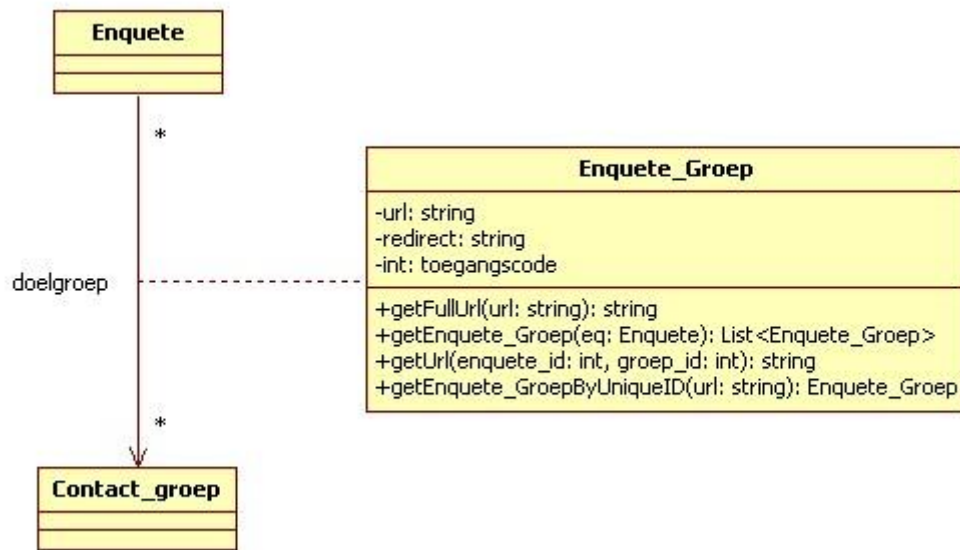 Enquete
*
Enquete_Groep
-url: string
-redirect: string
-int: toegangscode
+getFullUrl(url: string): string
+getEnquete_Groep(eq: Enquete): List<Enquete_Groep>
+getUrl(enquete_id: int, groep_id: int): string
+getEnquete_GroepByUniqueID(url: string): Enquete_Groep
doelgroep
*
Contact_groep